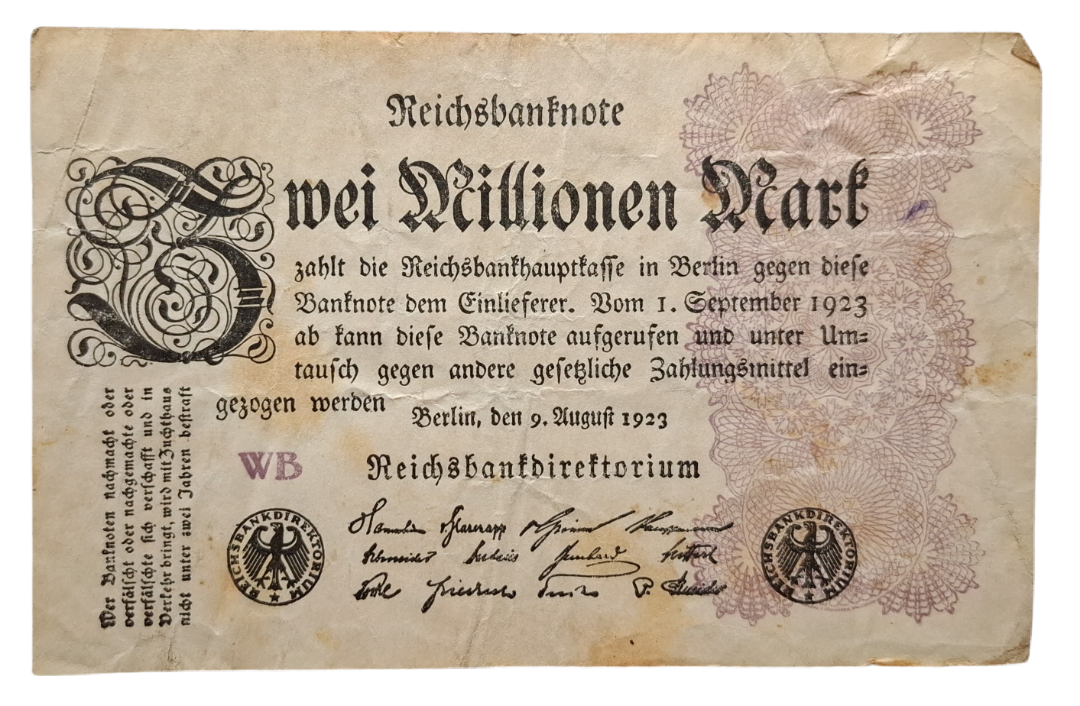 Reichsbanknote
Zwei Millionen Mark
zahlt die Reichsbankhauptkasse in Berlin gegen diese
Banknote dem Einlieferer. Vom 1. September 1923
ab kann diese Banknote aufgerufen und unter Um=
tausch gegen andere gesetzliche Zahlungsmittel ein=
gezogen werden
Berlin, den 9. August 1923
WB
Reichsbankdirektorium
REICHSBANKDIREKTORIUM
REICHSBANKDIREKTORIUM
Wer Banknoten nachmacht oder
verfälscht oder nachgemachte oder
verfälschte sich verschafft und in
Verkehr bringt, wird mit Zuchthaus
nicht unter zwei Jahren bestraft